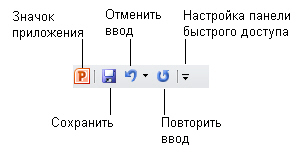 Значок
приложения
Отменить
ввод
Настройка панели
быстрого доступа
P
Сохранить
Повторить
ввод